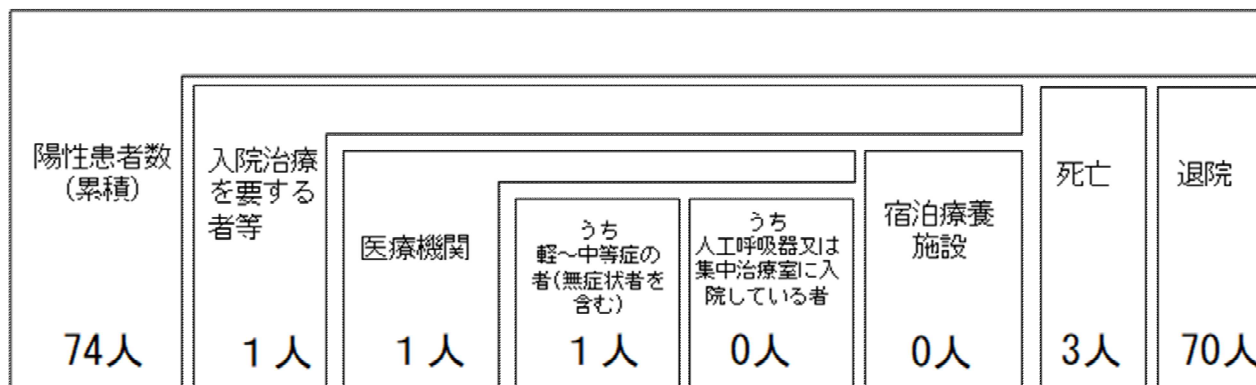 陽性患者数
(累積)
74人
入院治療
を要する
者等
1人
医療機関
1人
うち
軽～中等症の
者(無症状者を
含む)
1人
うち
人工呼吸器又は
集中治療室に入
院している者
0人
宿泊療養
施設
0人
死亡
3人
退院
70人